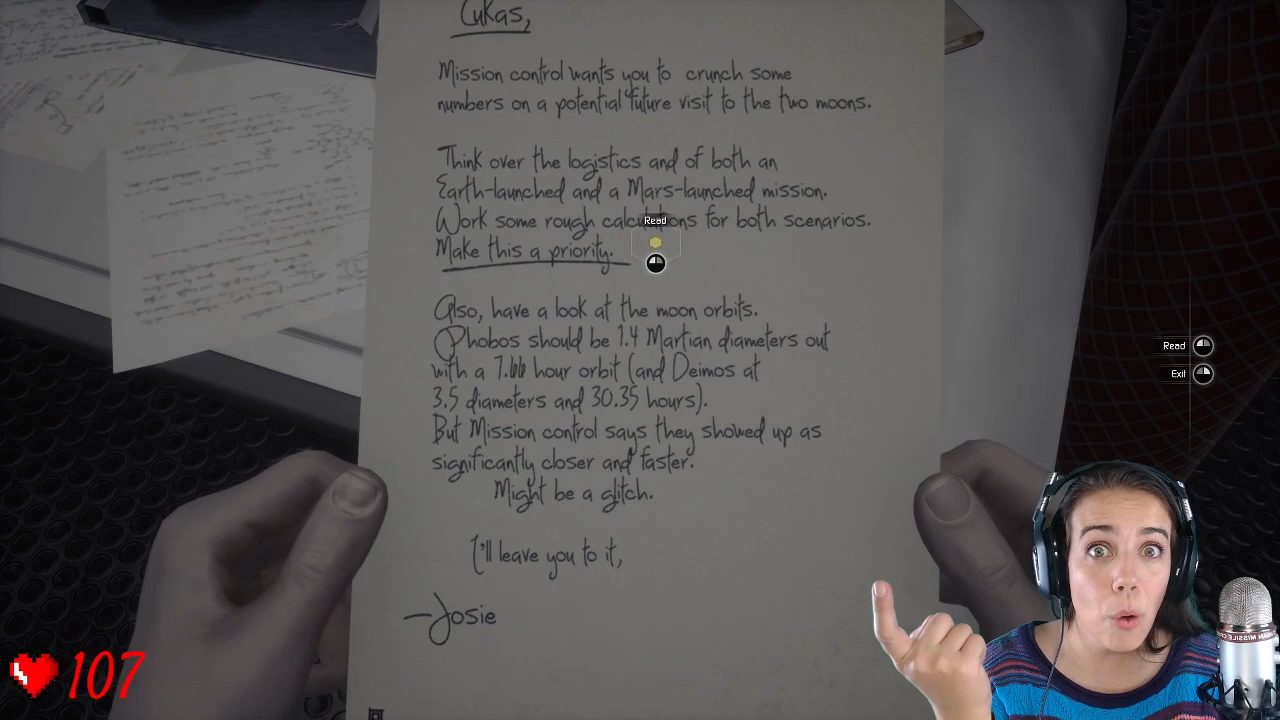 Lukas,
Mission control wants you to crunch some
numbers on a potential future visit to the two moons.
Think over the logistics and of both an
Earth-launched and a Mars-launched mission.
Work some rough calculations for both scenarios.
Read
Make this a priority.
Also, have a look at the moon orbits.
Phobos should be 1.4 Martian diameters out
with a 7.66 hour orbit (and Deimos at
3.5 diameters and 30.35 hours).
But Mission control says they showed up as
significantly closer and faster.
Might be a glitch.
I'll leave you to it,
—Josie
Read
Exit
107